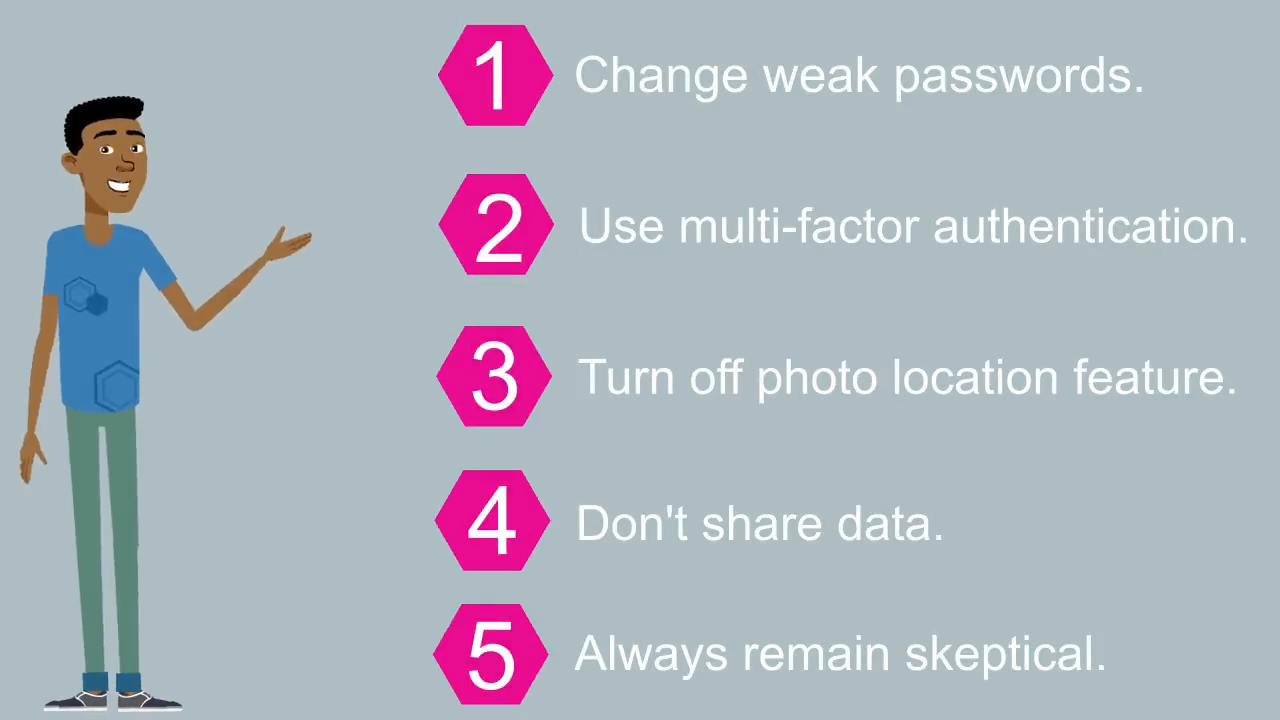 1 Change weak passwords.
2 Use multi-factor authentication.
3 Turn off photo location feature.
4 Don't share data.
5 Always remain skeptical.